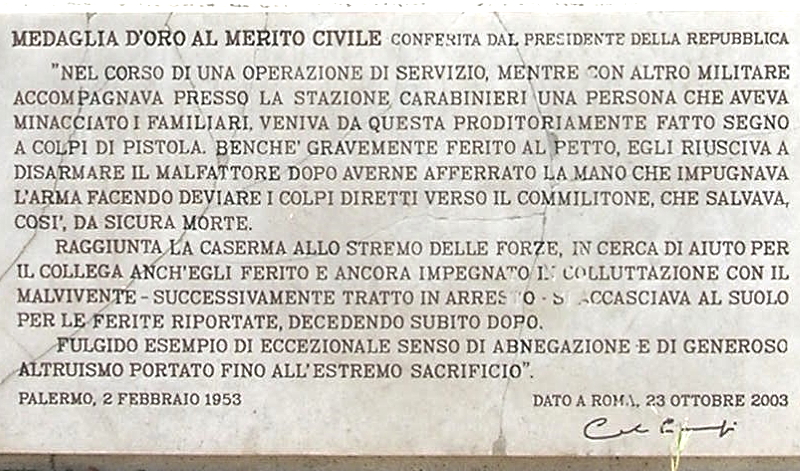 MEDAGLIA D'ORO AL MERITO CIVILE CONFERITA DAL PRESIDENTE DELLA REPUBBLICA
"NEL CORSO DI UNA OPERAZIONE DI SERVIZIO, MENTRE CON ALTRO MILITARE
ACCOMPAGNAVA PRESSO LA STAZIONE CARABINIERI UNA PERSONA CHE AVEVA
MINACCIATO I FAMILIARI, VENIVA DA QUESTA PRODITORIAMENTE FATTO SEGNO
A COLPI DI PISTOLA. BENCHE' GRAVEMENTE FERITO AL PETTO, EGLI RIUSCIVA A
DISARMARE IL MALFATTORE DOPO AVERNE AFFERRATO LA MANO CHE IMPUGNAVA
L'ARMA FACENDO DEVIARE I COLPI DIRETTI VERSO IL COMMILITONE, CHE SALVAVA,
COSI', DA SICURA MORTE.
RAGGIUNTA LA CASERMA ALLO STREMO DELLE FORZE, IN CERCA DI AIUTO PER
IL COLLEGA ANCH'EGLI FERITO E ANCORA IMPEGNATO IN COLLUTTAZIONE CON IL
MALVIVENTE - SUCCESSIVAMENTE TRATTO IN ARRESTO - S ACCASCIAVA AL SUOLO
PER LE FERITE RIPORTATE, DECEDENDO SUBITO DOPO.
FULGIDO ESEMPIO DI ECCEZIONALE SENSO DI ABNEGAZIONE E DI GENEROSO
ALTRUISMO PORTATO FINO ALL'ESTREMO SACRIFICIO".
PALERMO, 2 FEBBRAIO 1953
DATO A ROMA, 23 OTTOBRE 2003